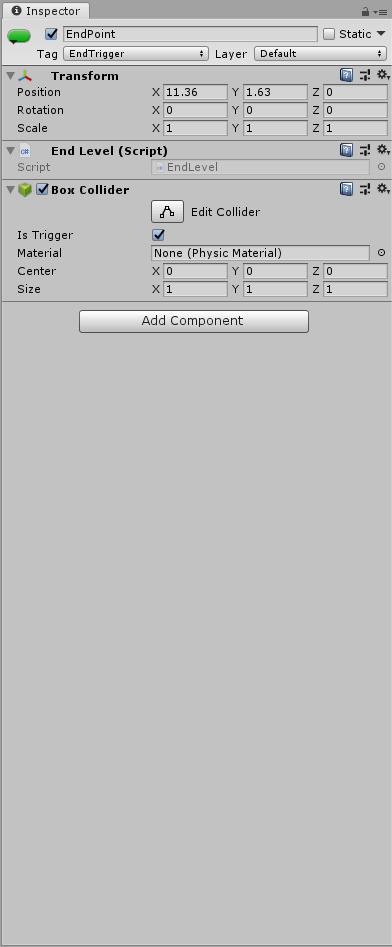 Inspector
EndPoint Static
Tag EndTrigger Layer Default
Transform
Position X 11.36 Y 1.63 Z 0
Rotation X 0 Y 0 Z 0
Scale X 1 Y 1 Z 1
End Level (Script)
Script EndLevel
Box Collider
Edit Collider
Is Trigger
Material None (Physic Material)
Center X 0 Y 0 Z 0
Size X 1 Y 1 Z 1
Add Component